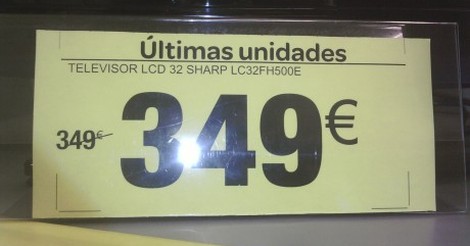 Últimas unidades
TELEVISOR LCD 32 SHARP LC32FH500E
349€ 349€